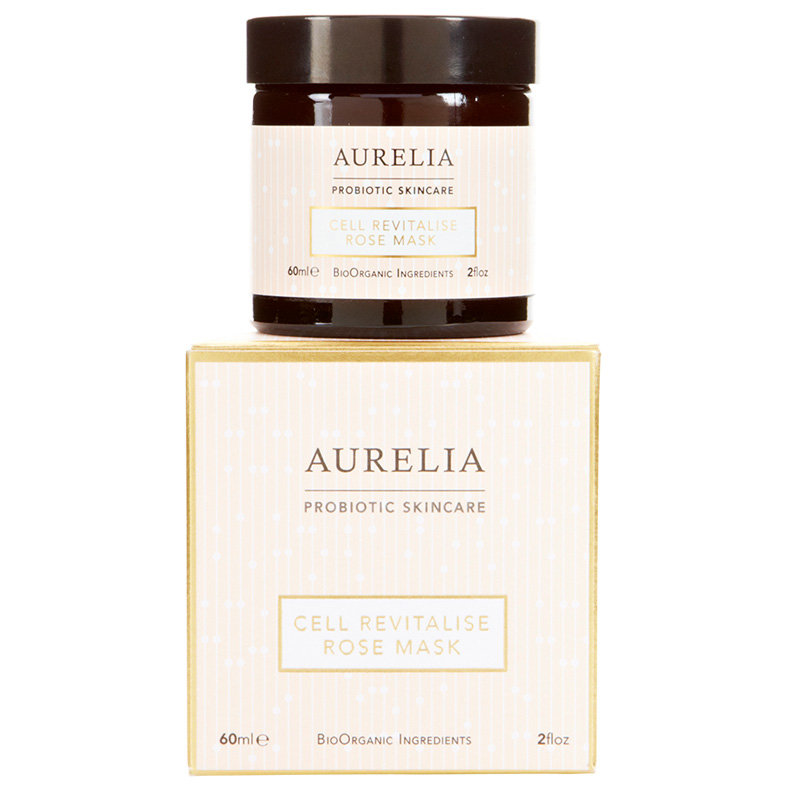 AURELIA
PROBIOTIC SKINCARE
CELL REVITALISE
ROSE MASK
60ml℮ BIOORGANIC INGREDIENTS 2floz
AURELIA
PROBIOTIC SKINCARE
CELL REVITALISE
ROSE MASK
60ml℮ BIOORGANIC INGREDIENTS 2floz